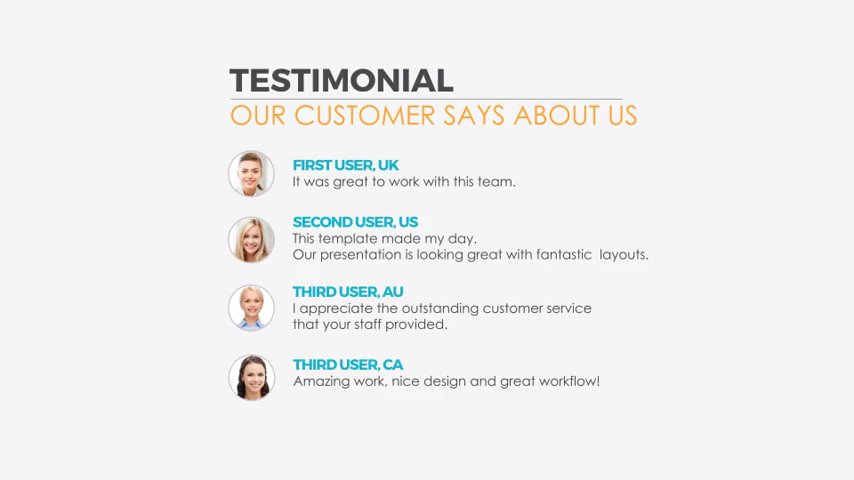 TESTIMONIAL
OUR CUSTOMER SAYS ABOUT US
FIRST USER, UK
It was great to work with this team.
SECOND USER, US
This template made my day.
Our presentation is looking great with fantastic  layouts.
THIRD USER, AU
I appreciate the outstanding customer service
that your staff provided.
THIRD USER, CA
Amazing work, nice design and great workflow!